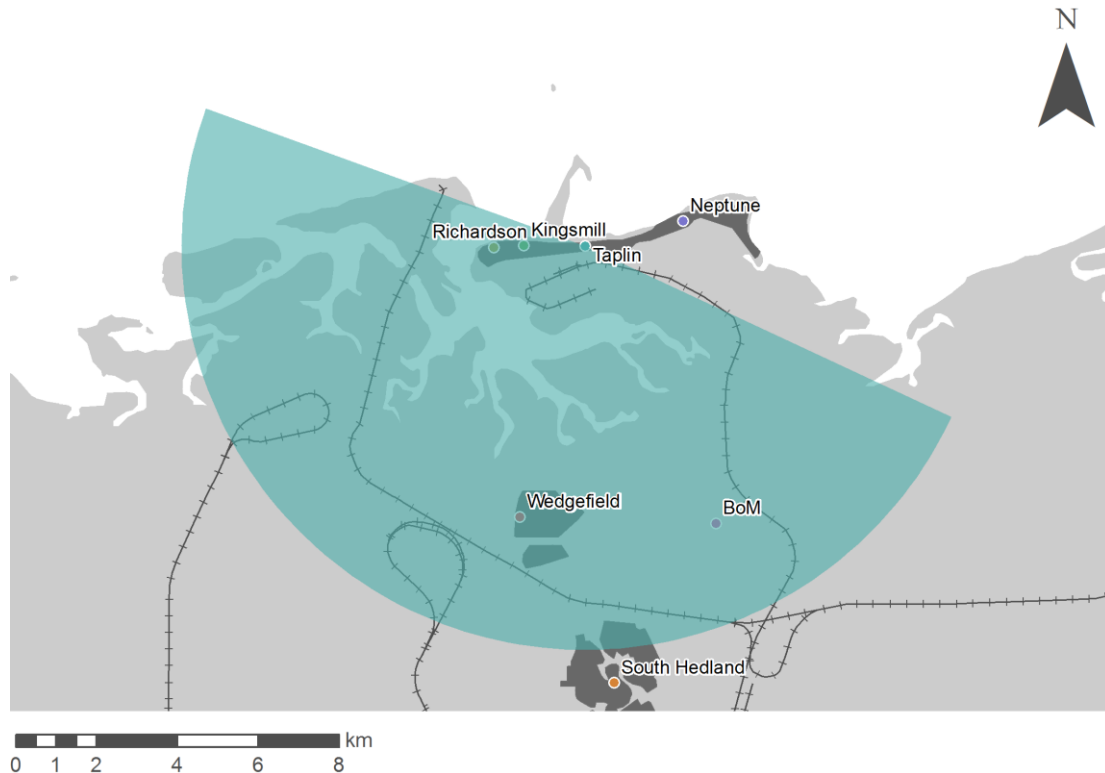 N
Neptune
Richardson
Kingsmill
Taplin
Wedgefield
BoM
South Hedland
km
0 1 2 4 6 8